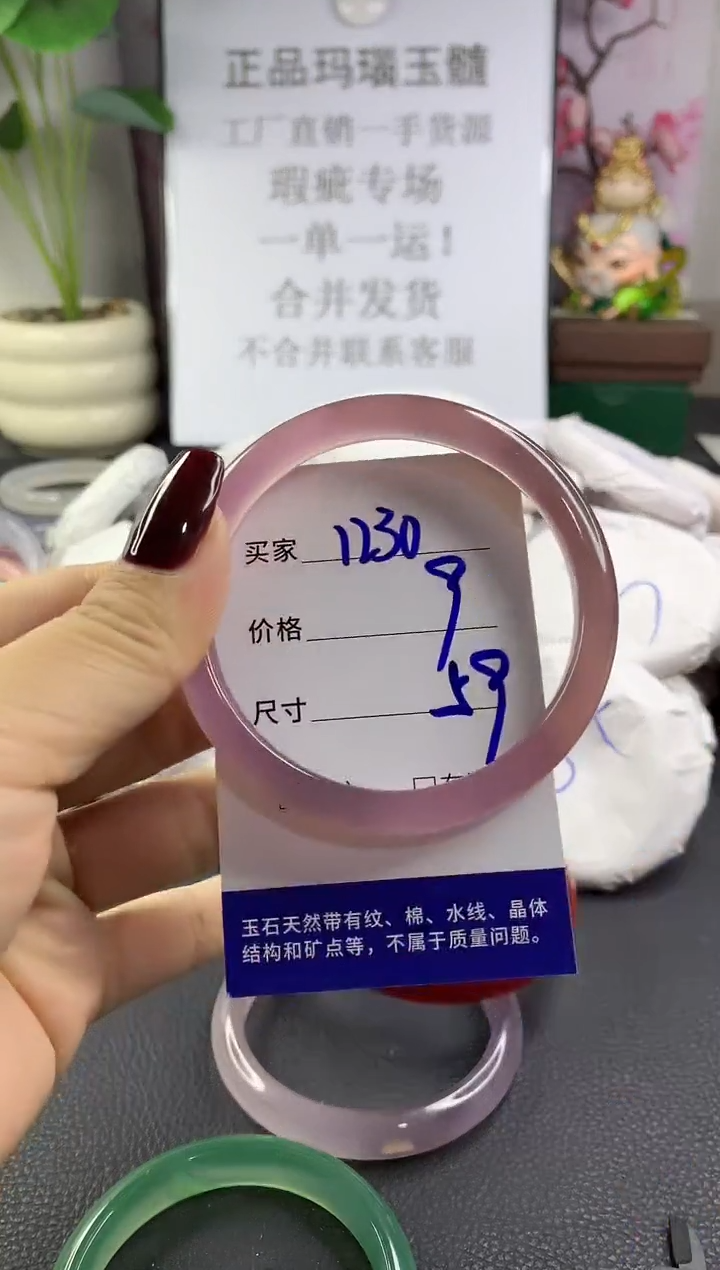 正品玛瑙玉髓
工厂直销一手货源
瑕疵专场
一单一运！
合并发货
不合并联系客服
买家 1230
价格 9
尺寸 59
玉石天然带有纹、棉、水线、晶体
结构和矿点等，不属于质量问题。